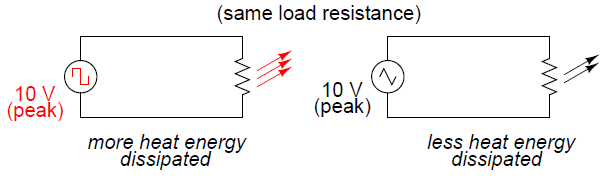 (same load resistance)
10 V
(peak)
10 V
(peak)
more heat energy
dissipated
less heat energy
dissipated